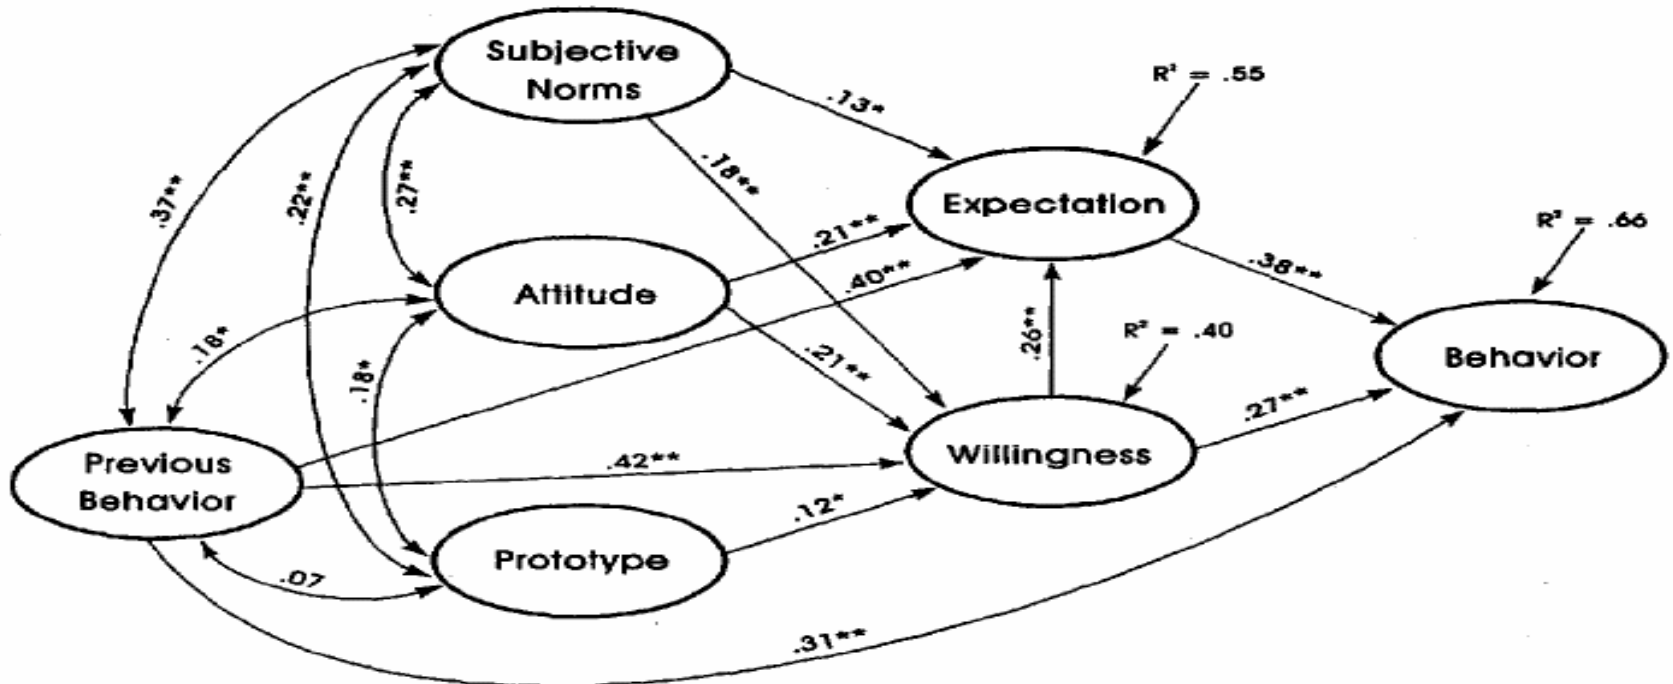 Subjective
Norms
R² = .55
.13*
.37**
.22**
.27**
.18**
Expectation
.21**
.40**
R² = .66
.38**
Attitude
.18*
.18*
.21**
.26**
R² = .40
Behavior
.27**
Previous
Behavior
.42**
Willingness
.12*
Prototype
.07
.31**